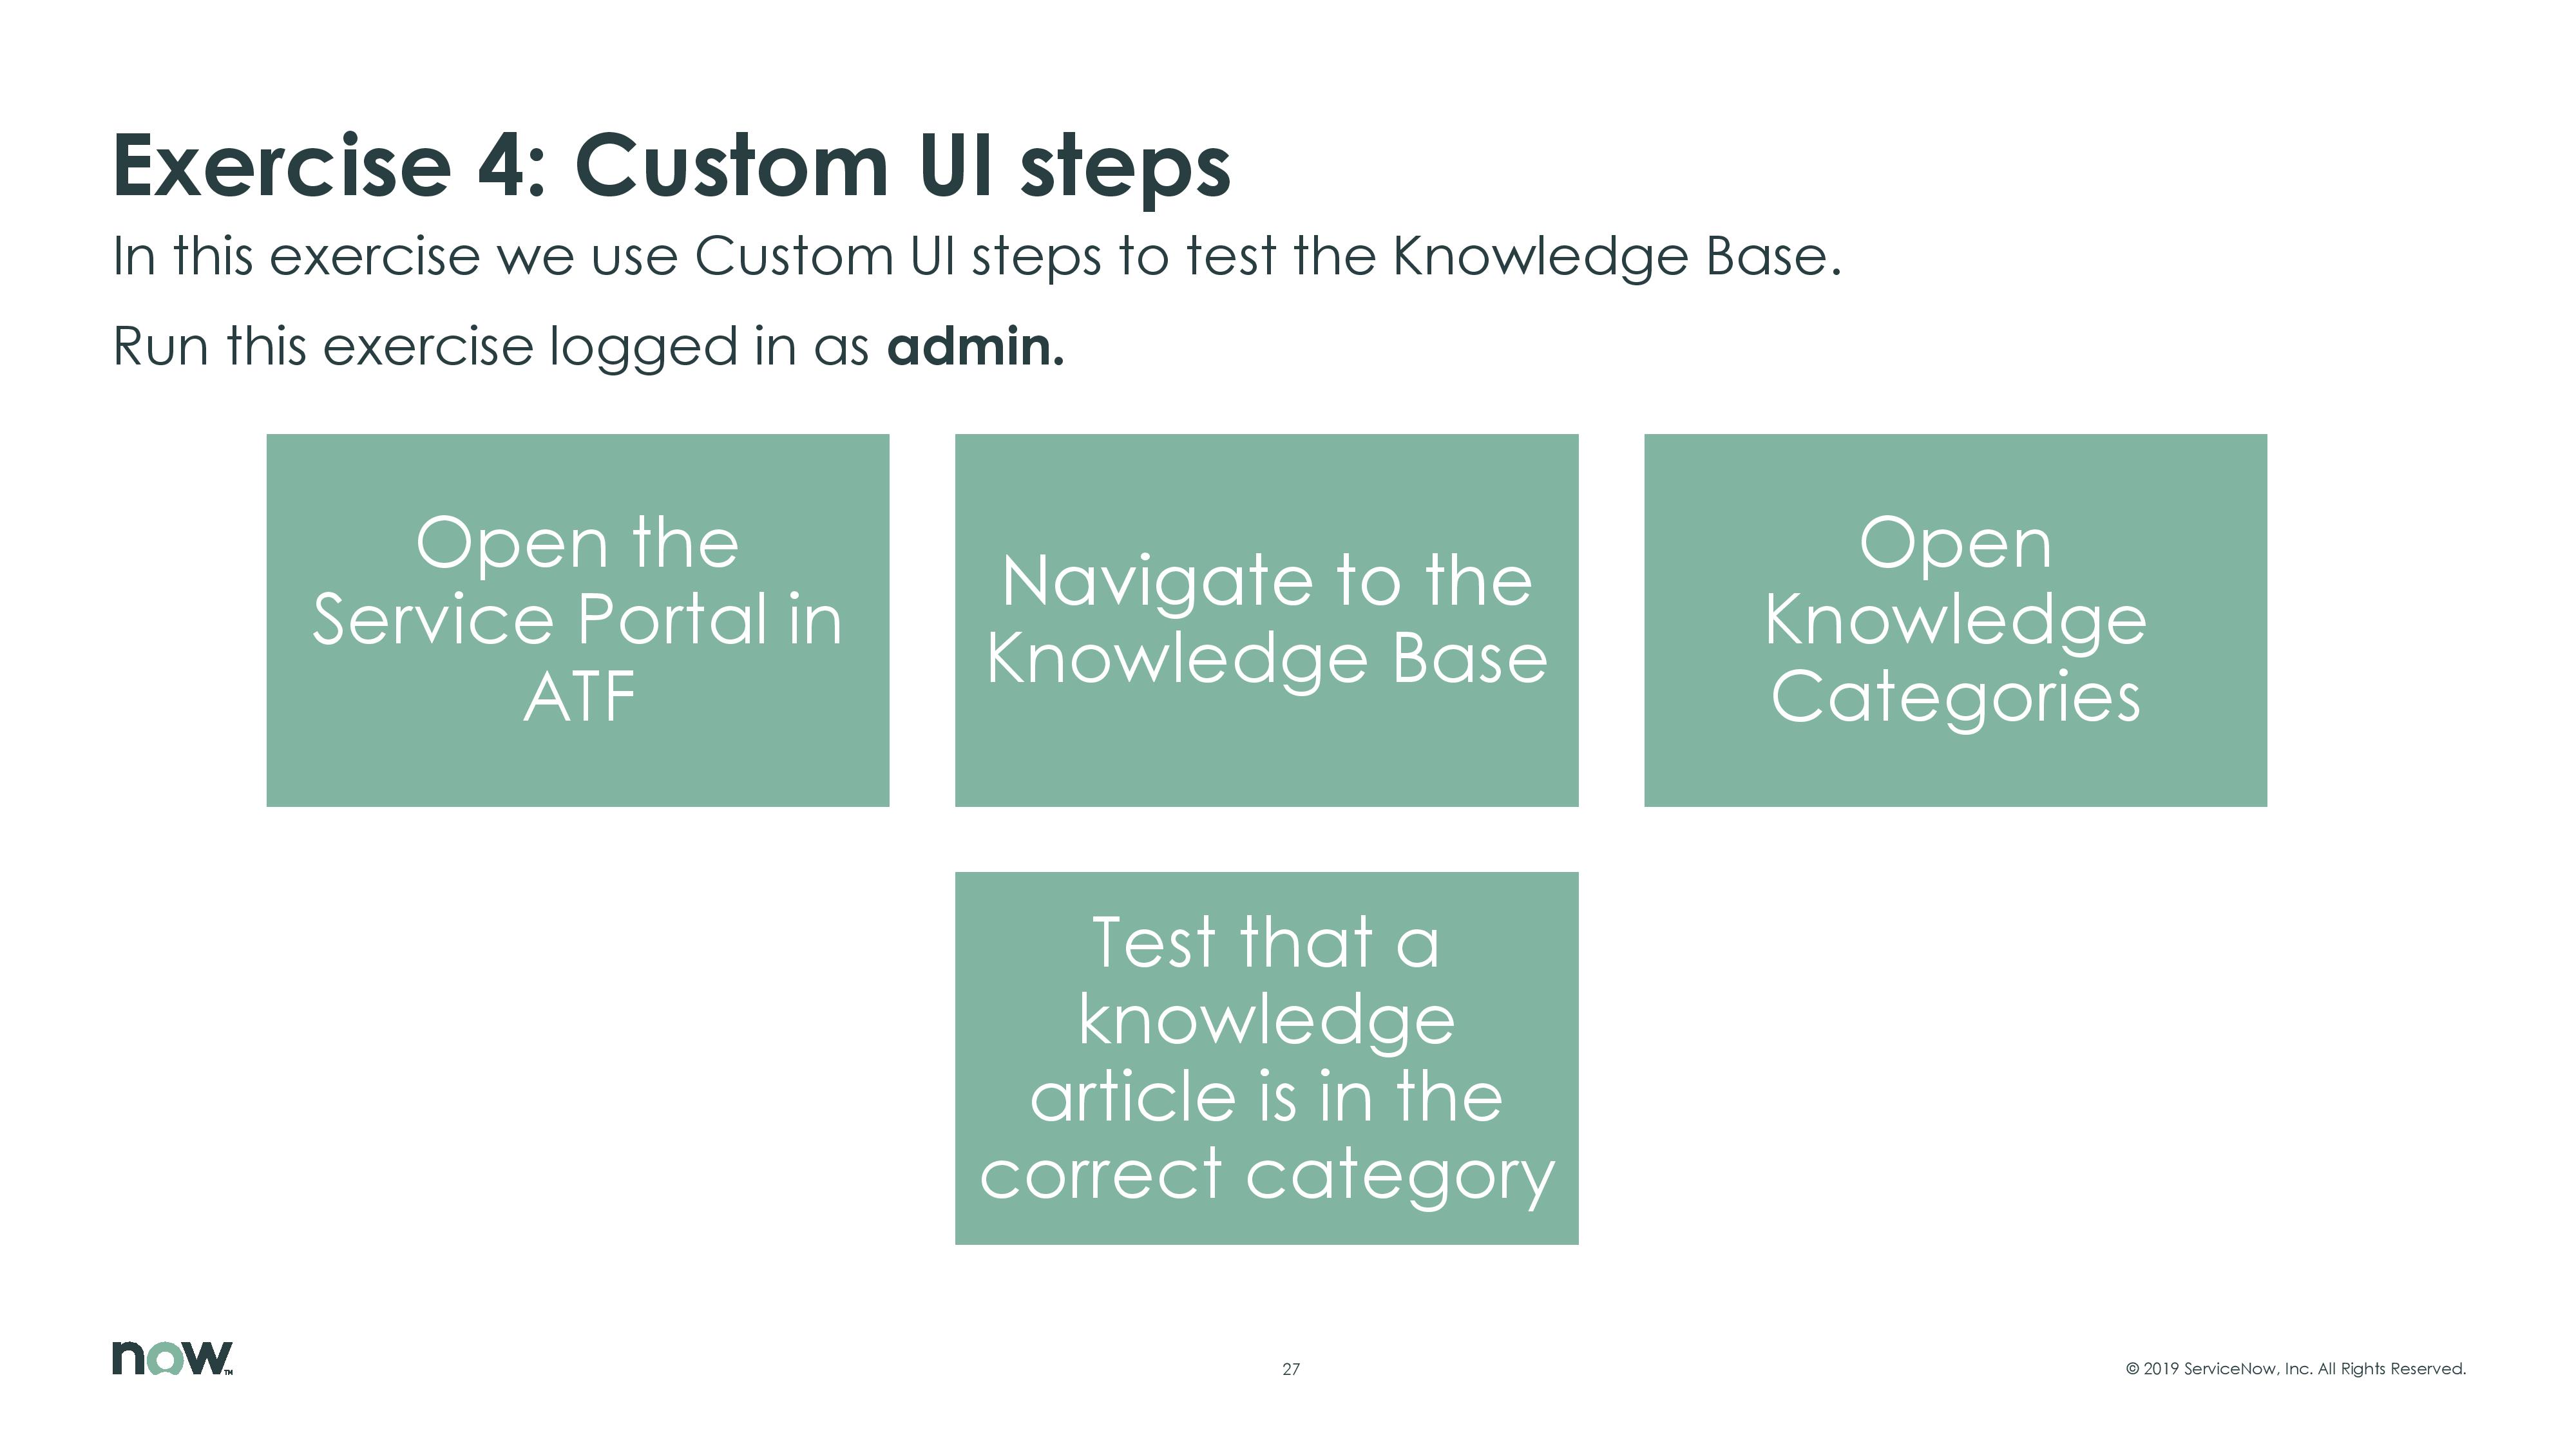 Exercise 4: Custom UI steps
In this exercise we use Custom UI steps to test the Knowledge Base.
Run this exercise logged in as admin.
Open the
Service Portal in
ATF
Navigate to the
Knowledge Base
Open
Knowledge
Categories
Test that a
knowledge
article is in the
correct category
now™
27
© 2019 ServiceNow, Inc. All Rights Reserved.